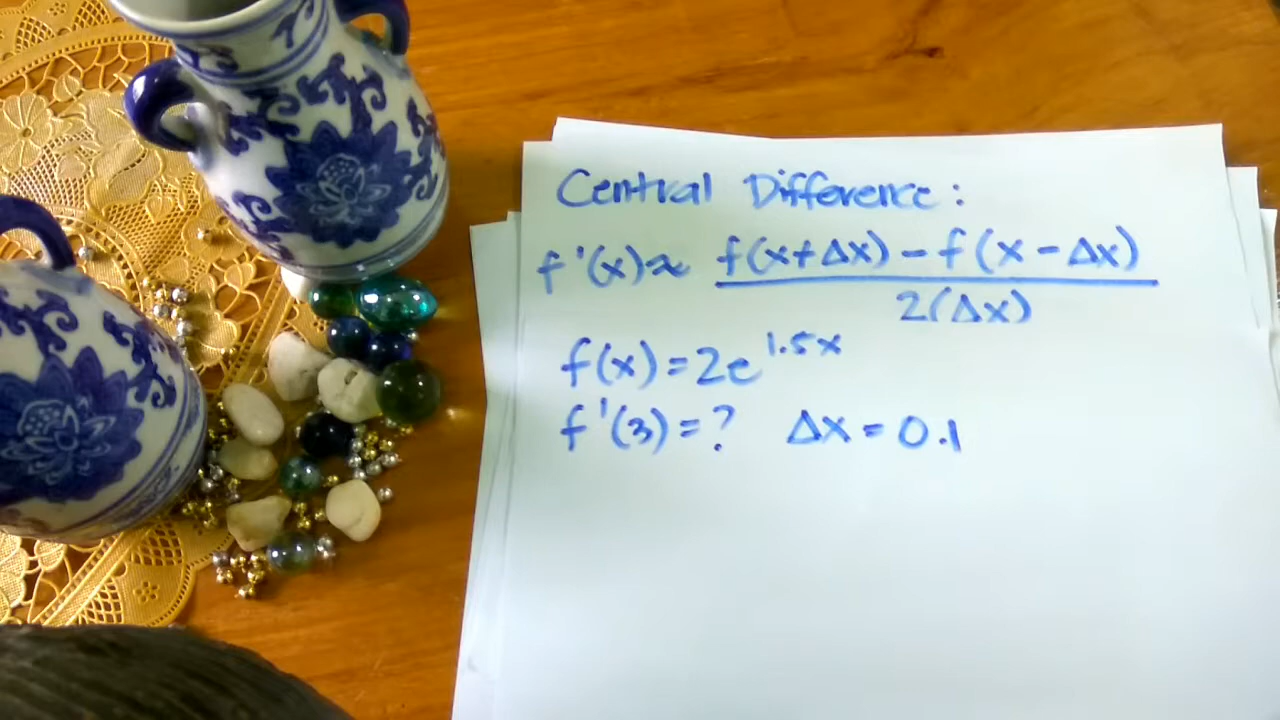 Central Difference:
f'(x)≈ f(x+Δx)-f(x-Δx) / 2(Δx)
f(x)=2e^1.5x
f'(3)=? Δx=0.1